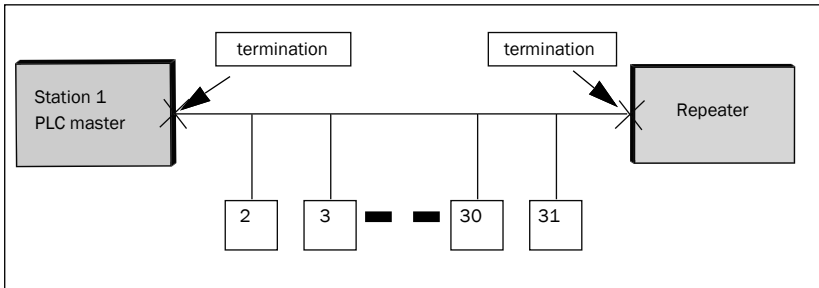 termination
termination
Station 1
PLC master
Repeater
2
3
30
31